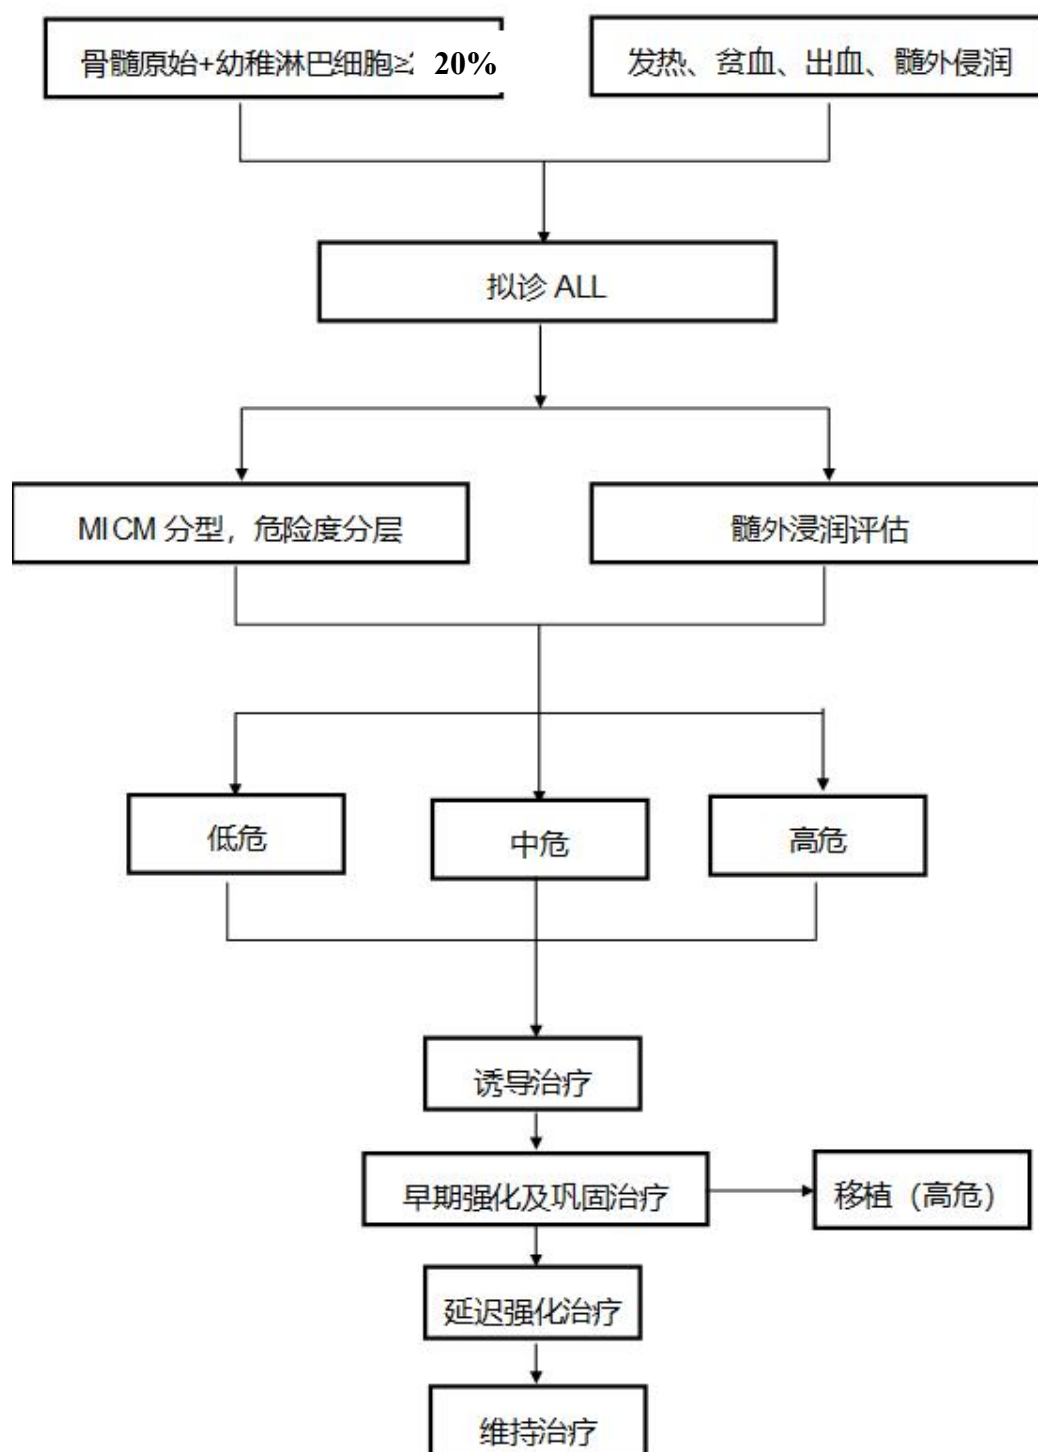 骨髓原始+幼稚淋巴细胞≥ 20%
发热、贫血、出血、髓外侵润
拟诊 ALL
MICM 分型，危险度分层
髓外浸润评估
低危
中危
高危
诱导治疗
早期强化及巩固治疗
移植（高危）
延迟强化治疗
维持治疗